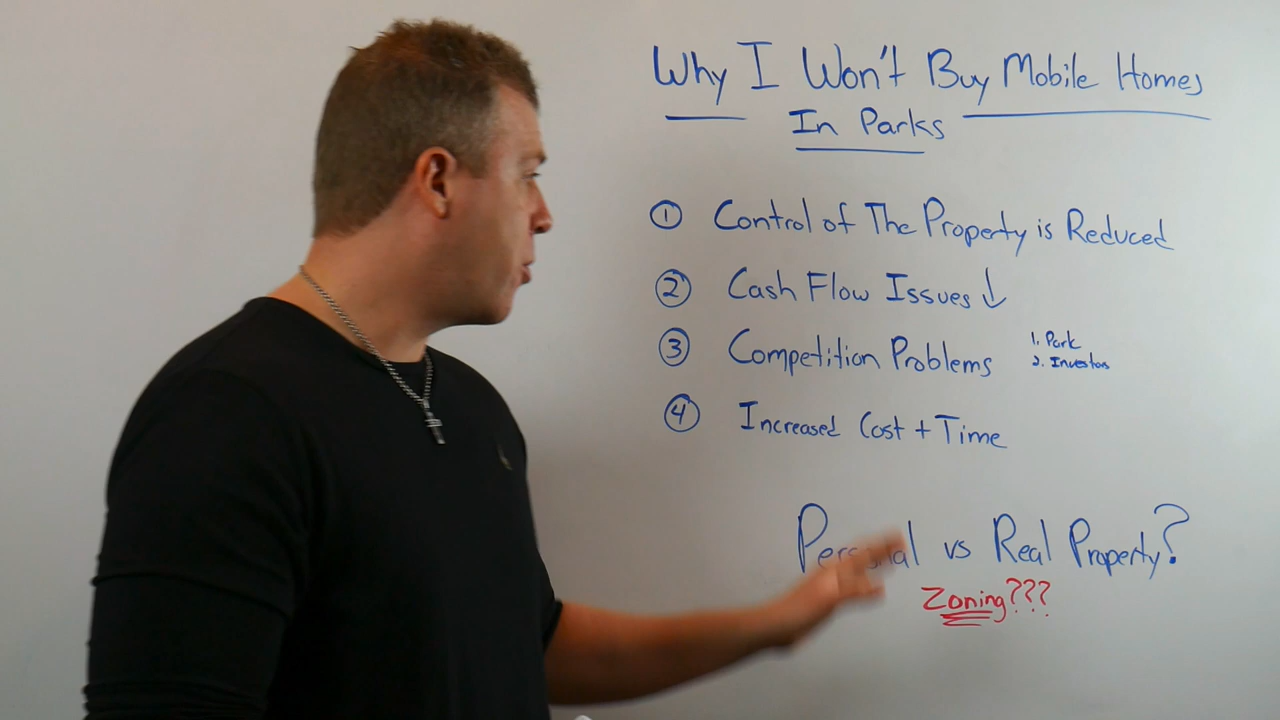 Why I Won't Buy Mobile Homes
In Parks
① Control of The Property is Reduced
② Cash Flow Issues ↓
③ Competition Problems
1. Park
2. Investors
④ Increased Cost + Time
Personal vs Real Property?
Zoning???